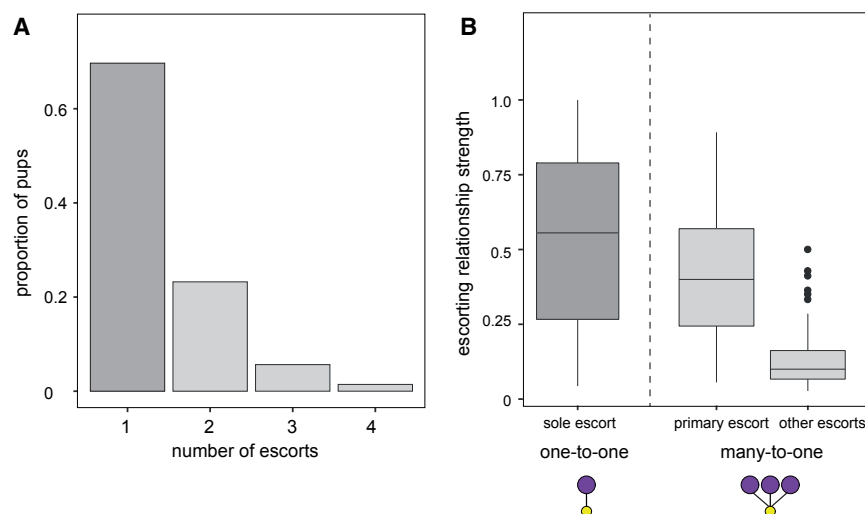 A
proportion of pups
0.6
0.4
0.2
0
1 2 3 4
number of escorts
B
escorting relationship strength
1.0
0.75
0.5
0.25
0
sole escort primary escort other escorts
one-to-one many-to-one